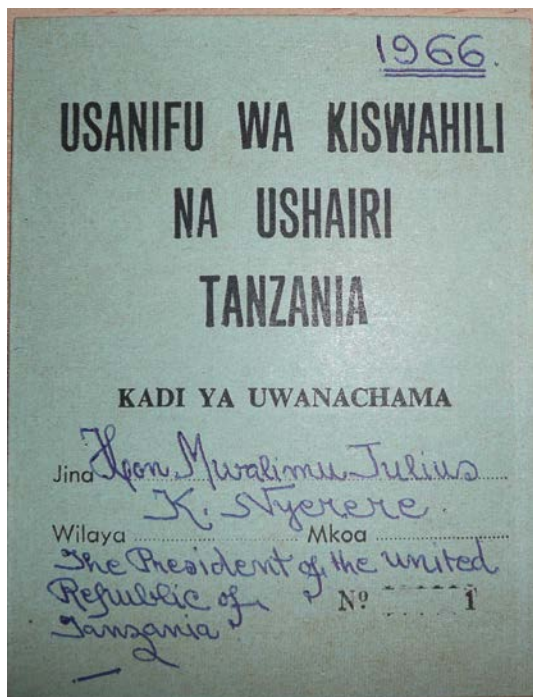 1966.
USANIFU WA KISWAHILI
NA USHAIRI
TANZANIA
KADI YA UWANACHAMA
Jina Hon Mwalimu Julius
K. Nyerere.
Wilaya Mkoa
The President of the United
Republic of Nº 1
Tanzania